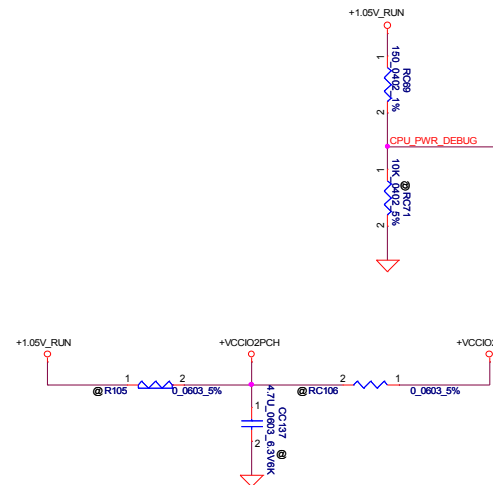 +1.05V_RUN
1
RC69
150_0402_1%
2
CPU_PWR_DEBUG
1
@RC71
10K_0402_5%
2
+1.05V_RUN
+VCCIO2PCH
+VCCIO2
1
2
@R105
0_0603_5%
2
1
@RC106
0_0603_5%
1
CC137
4.7U_0603_6.3V6K
@
2